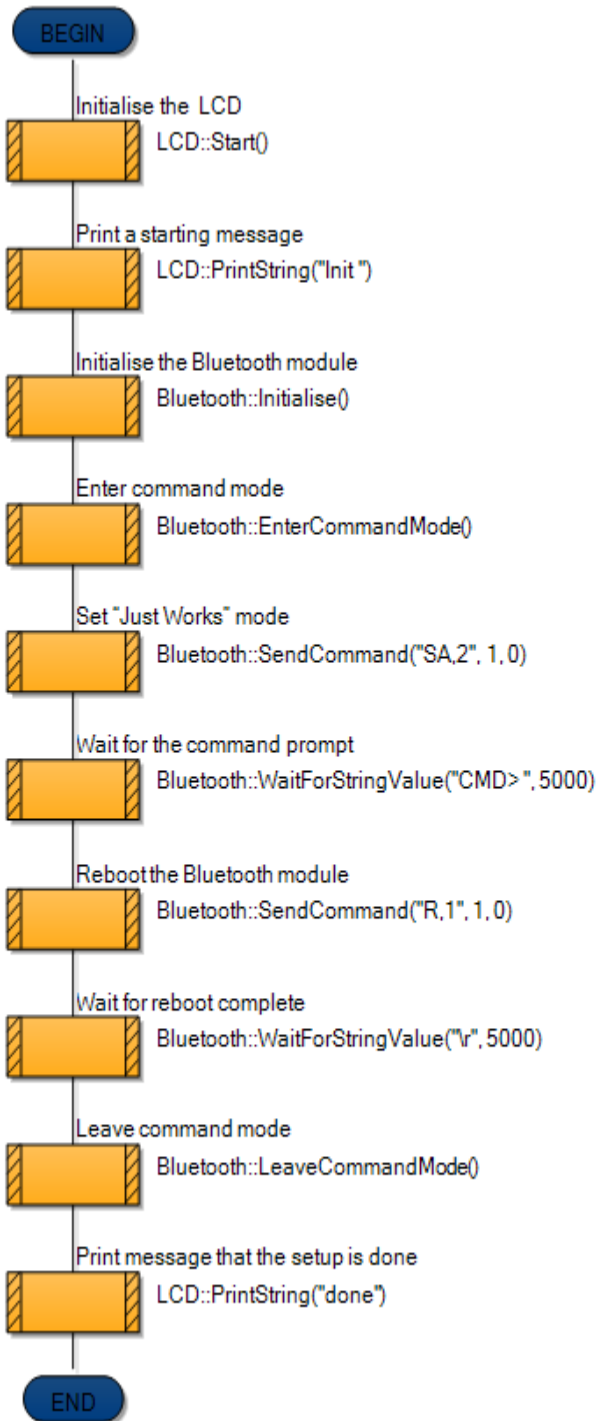 BEGIN
Initialise the LCD
LCD::Start()
Print a starting message
LCD::PrintString("Init ")
Initialise the Bluetooth module
Bluetooth::Initialise()
Enter command mode
Bluetooth::EnterCommandMode()
Set “Just Works” mode
Bluetooth::SendCommand("SA,2", 1, 0)
Wait for the command prompt
Bluetooth::WaitForStringValue("CMD> ", 5000)
Reboot the Bluetooth module
Bluetooth::SendCommand("R,1", 1, 0)
Wait for reboot complete
Bluetooth::WaitForStringValue("\r", 5000)
Leave command mode
Bluetooth::LeaveCommandMode()
Print message that the setup is done
LCD::PrintString("done")
END